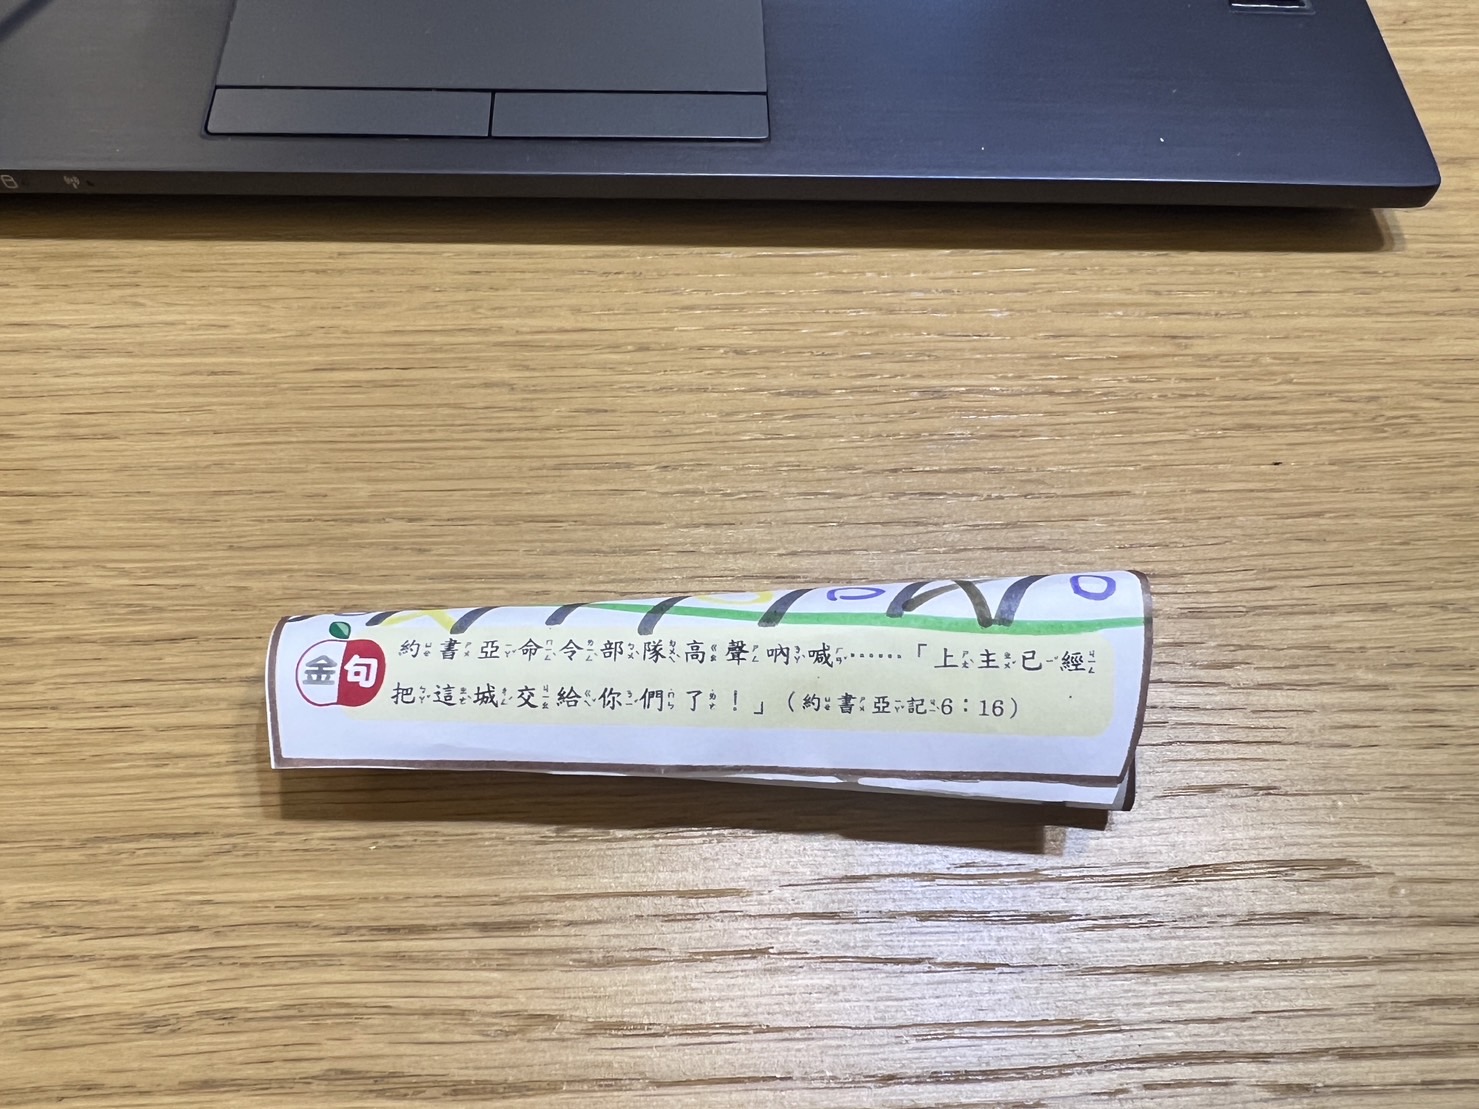 金句
約書亞命令部隊高聲吶喊……「上主已經
把這城交給你們了！」（約書亞記6：16）